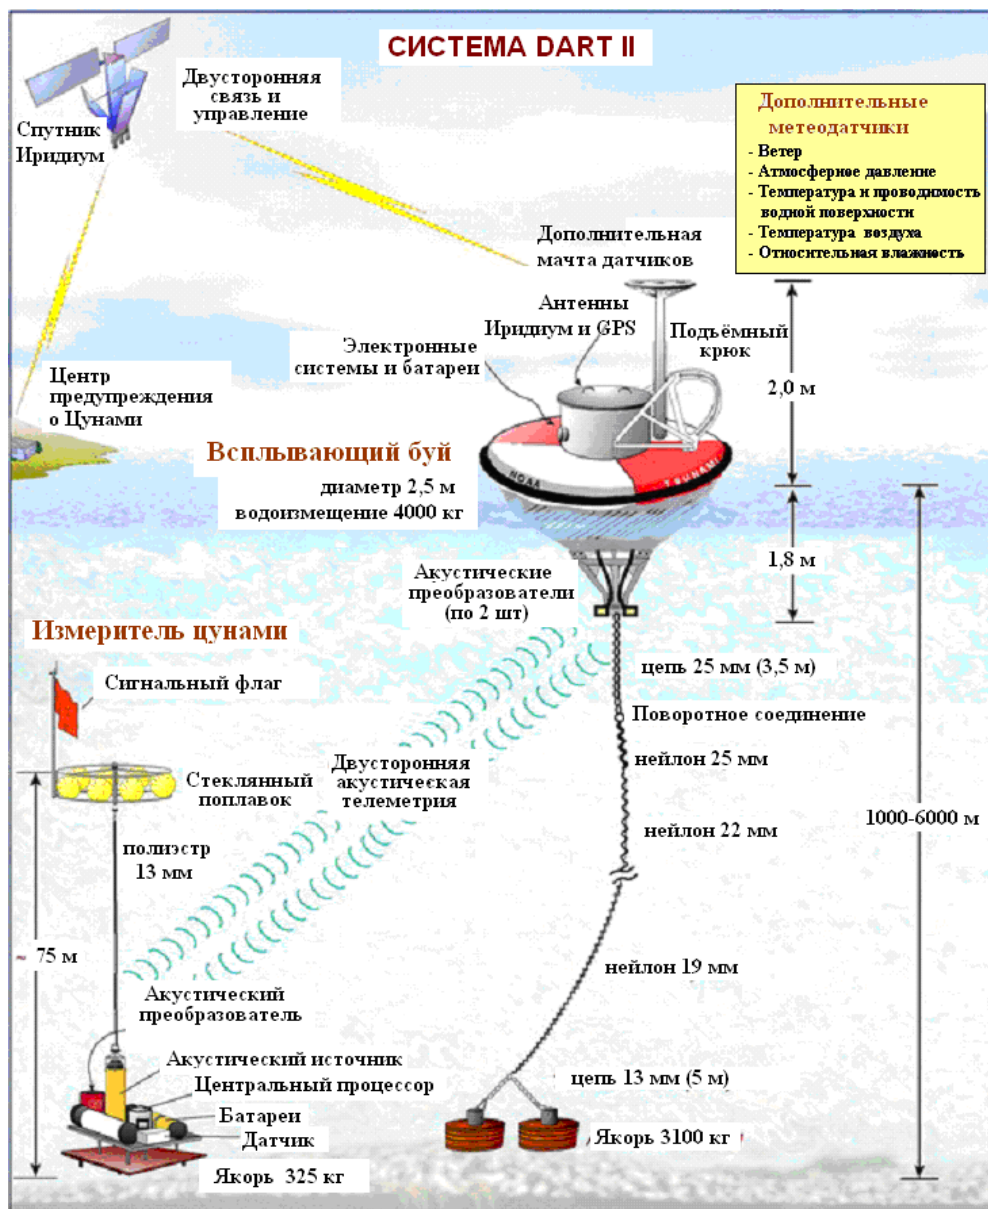 СИСТЕМА DART II
Двусторонняя
связь и
управление
Спутник
Иридиум
Дополнительные
метеодатчики
- Ветер
- Атмосферное давление
- Температура и проводимость
водной поверхности
- Температура воздуха
- Относительная влажность
Дополнительная
мачта датчиков
Антенны
Иридиум и GPS
Подъёмный
крюк
Электронные
системы и батареи
Центр
предупреждения
о Цунами
2,0 м
Всплывающий буй
диаметр 2,5 м
водоизмещение 4000 кг
NOAA
TSUNAMI
1,8 м
Акустические
преобразователи
(по 2 шт)
Измеритель цунами
цепь 25 мм (3,5 м)
Сигнальный флаг
Поворотное соединение
нейлон 25 мм
Двусторонняя
акустическая
телеметрия
Стеклянный
поплавок
1000-6000 м
нейлон 22 мм
полиэстр
13 мм
~ 75 м
нейлон 19 мм
Акустический
преобразователь
Акустический источник
Центральный процессор
цепь 13 мм (5 м)
Батареи
Датчик
Якорь 3100 кг
Якорь 325 кг